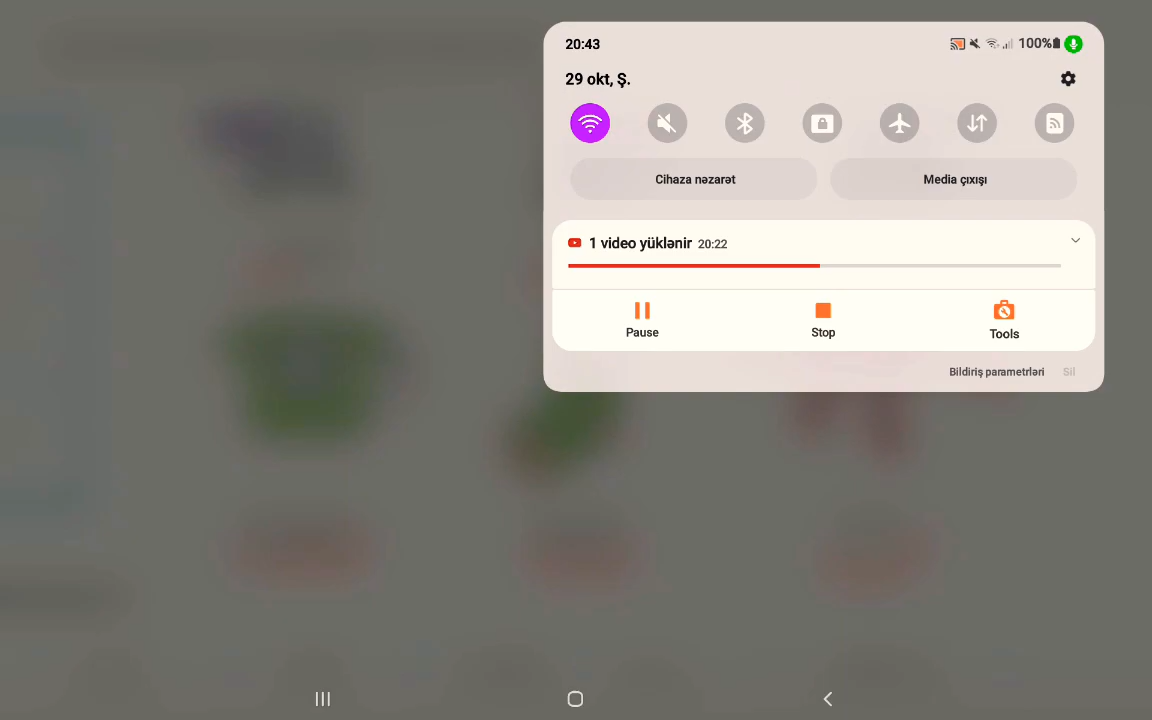 20:43
100%
29 okt, Ş.
Cihaza nəzarət
Media çıxışı
1 video yüklənir 20:22
Pause
Stop
Tools
Bildiriş parametrləri
Sil